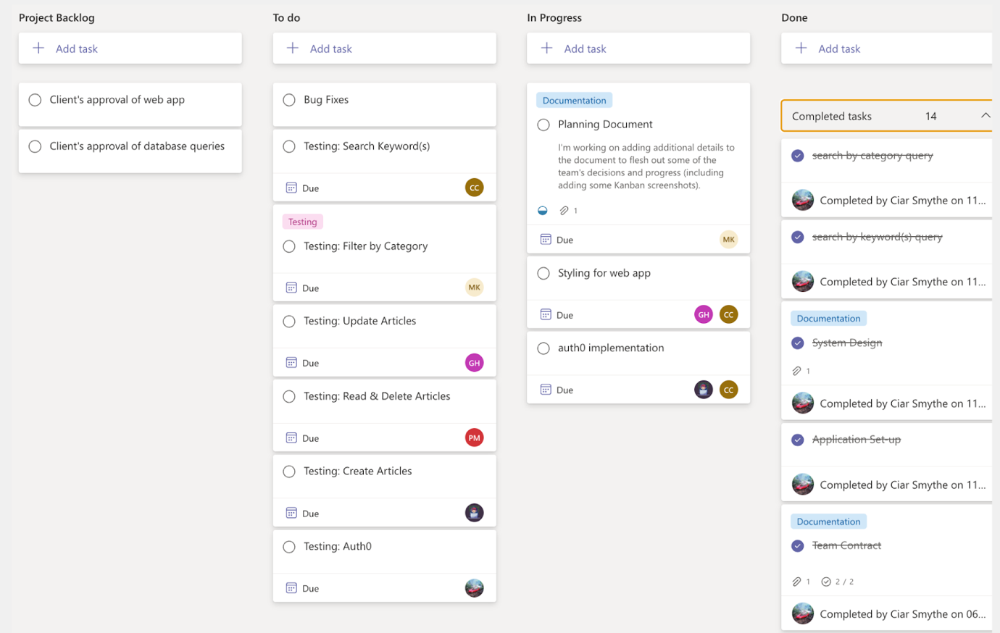 Project Backlog
Add task
Client's approval of web app
Client's approval of database queries
To do
Add task
Bug Fixes
Testing: Search Keyword(s)
Due
CC
Testing
Testing: Filter by Category
Due
MK
Testing: Update Articles
Due
GH
Testing: Read & Delete Articles
Due
PM
Testing: Create Articles
Due
Testing: Auth0
Due
In Progress
Add task
Documentation
Planning Document
I'm working on adding additional details to
the document to flesh out some of the
team's decisions and progress (including
adding some Kanban screenshots).
1
Due
MK
Styling for web app
Due
GH CC
auth0 implementation
Due
CC
Done
Add task
Completed tasks 14
search by category query
Completed by Ciar Smythe on 11...
search by keyword(s) query
Completed by Ciar Smythe on 11...
Documentation
System Design
1
Completed by Ciar Smythe on 11...
Application Set-up
Completed by Ciar Smythe on 11...
Documentation
Team Contract
1 2 / 2
Completed by Ciar Smythe on 06...